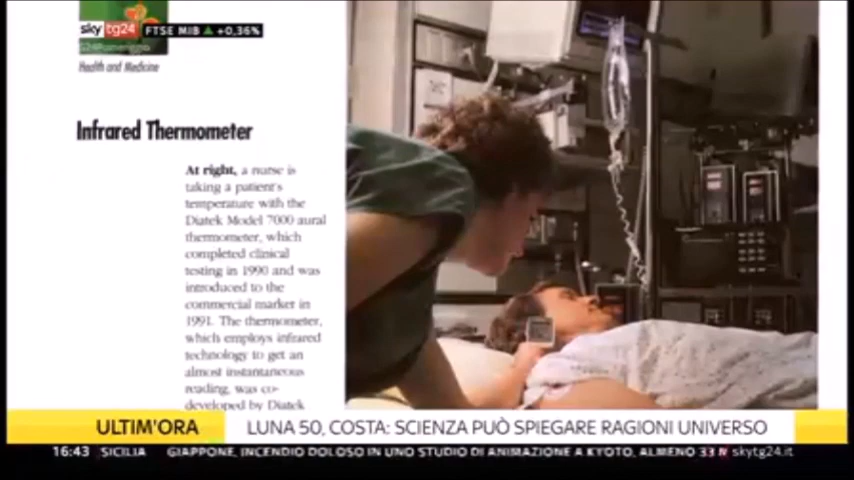 sky tg24 FTSE MIB ▲ +0,36%
Health and Medicine
Infrared Thermometer
At right, a nurse is
taking a patient's
temperature with the
Diatek Model 7000 aural
thermometer, which
completed clinical
testing in 1990 and was
introduced to the
commercial market in
1991. The thermometer,
which employs infrared
technology to get an
almost instantaneous
reading, was co-
developed by Diatek
ULTIM'ORA LUNA 50, COSTA: SCIENZA PUÒ SPIEGARE RAGIONI UNIVERSO
16:43 SICILIA GIAPPONE, INCENDIO DOLOSO IN UNO STUDIO DI ANIMAZIONE A KYOTO, ALMENO 33 skytg24.it